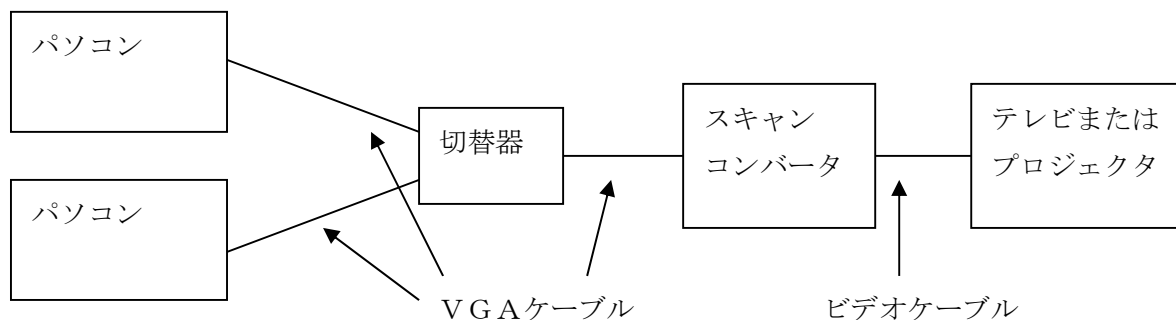 パソコン
パソコン
切替器
スキャン
コンバータ
テレビまたは
プロジェクタ
ＶＧＡケーブル
ビデオケーブル